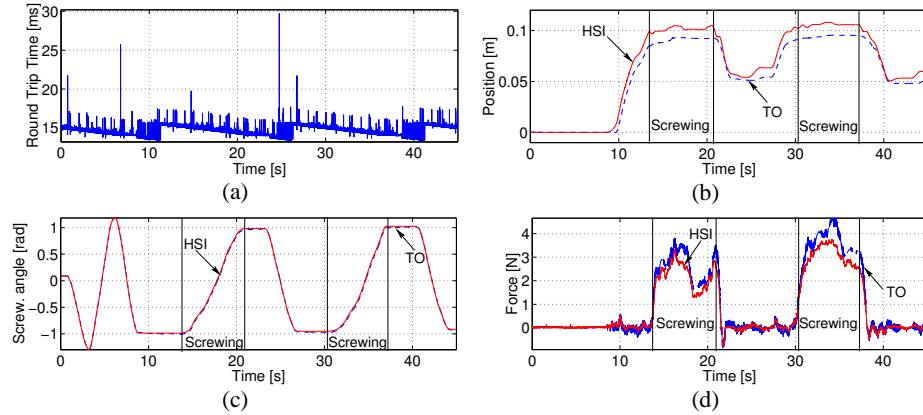 30
25
20
15
Round Trip Time [ms]
0 10 20 30 40
Time [s]
(a)
0.1
0.05
0
Position [m]
HSI
TO
Screwing
Screwing
0 10 20 30 40
Time [s]
(b)
1
0.5
0
−0.5
−1
Screw. angle [rad]
HSI
TO
Screwing
Screwing
0 10 20 30 40
Time [s]
(c)
4
3
2
1
0
Force [N]
HSI
TO
Screwing
Screwing
0 10 20 30 40
Time [s]
(d)